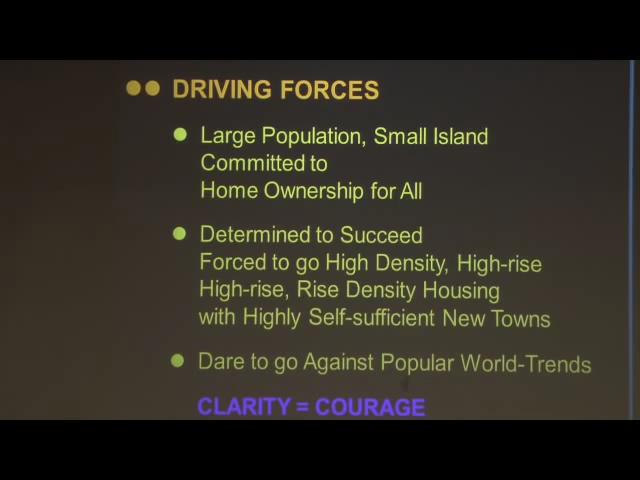 DRIVING FORCES
Large Population, Small Island
Committed to
Home Ownership for All
Determined to Succeed
Forced to go High Density, High-rise
High-rise, Rise Density Housing
with Highly Self-sufficient New Towns
Dare to go Against Popular World-Trends
CLARITY = COURAGE